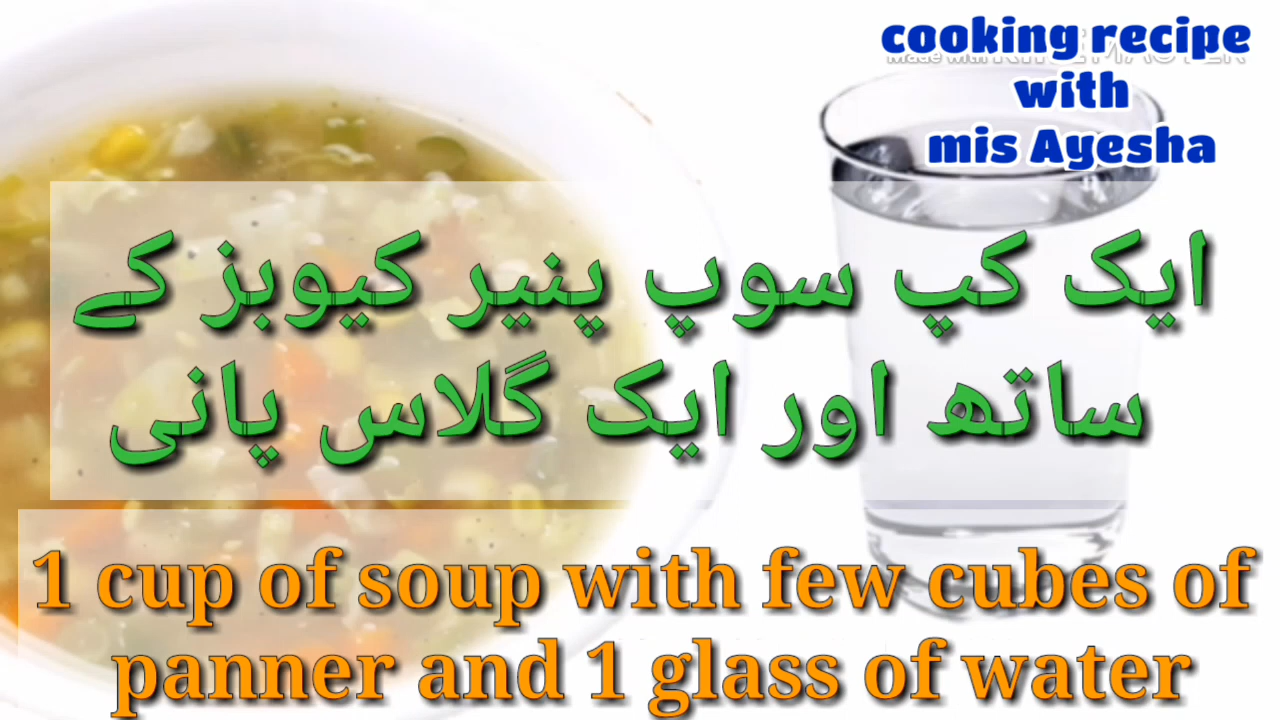 cooking recipe
with
mis Ayesha
ایک کپ سوپ پنیر کیوبز کے
ساتھ اور ایک گلاس پانی
1 cup of soup with few cubes of
panner and 1 glass of water